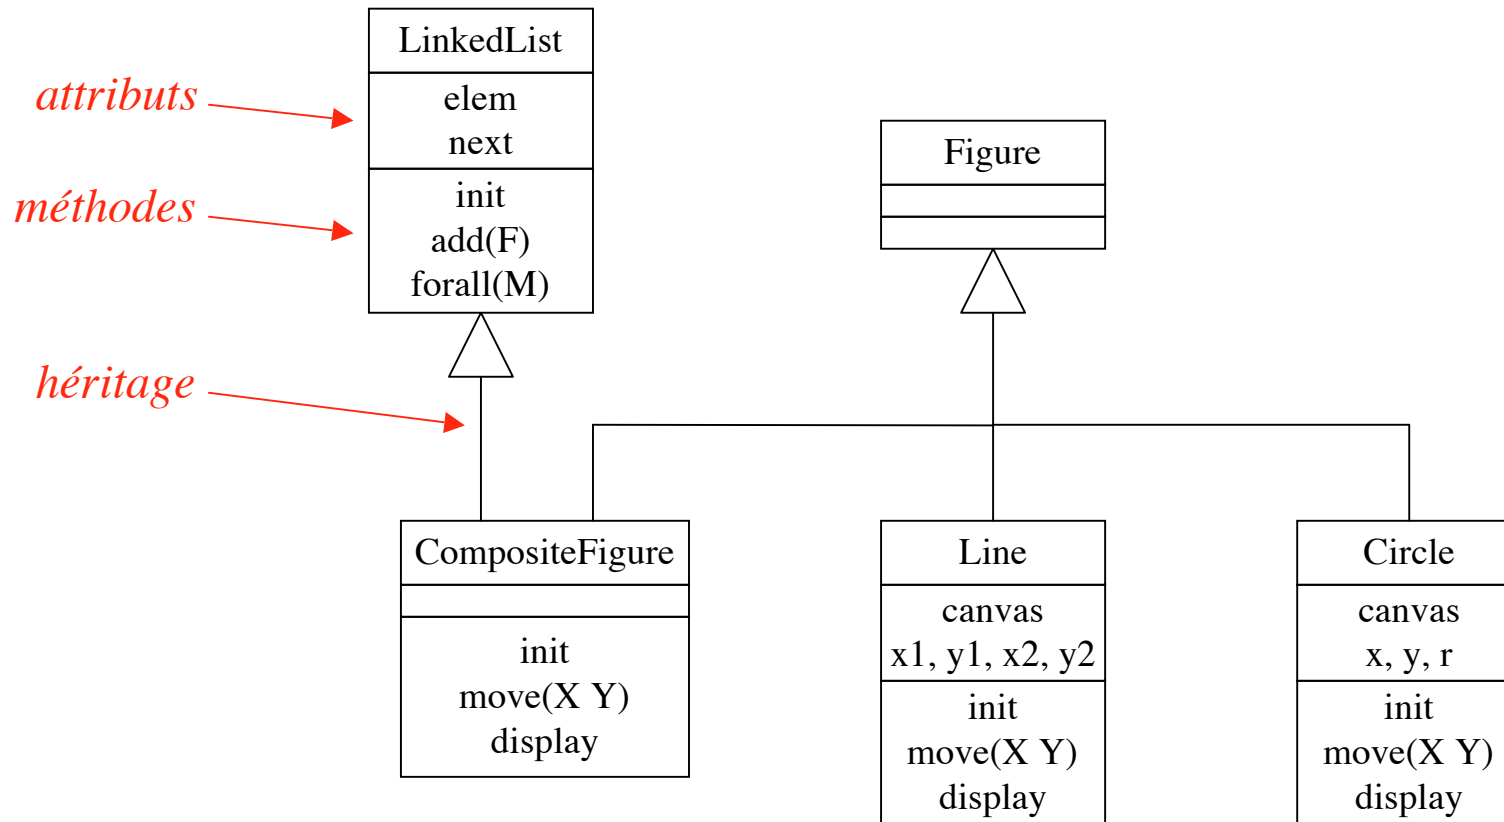 LinkedList
attributs
elem
next
méthodes
init
add(F)
forall(M)
Figure
héritage
CompositeFigure
init
move(X Y)
display
Line
canvas
x1, y1, x2, y2
init
move(X Y)
display
Circle
canvas
x, y, r
init
move(X Y)
display